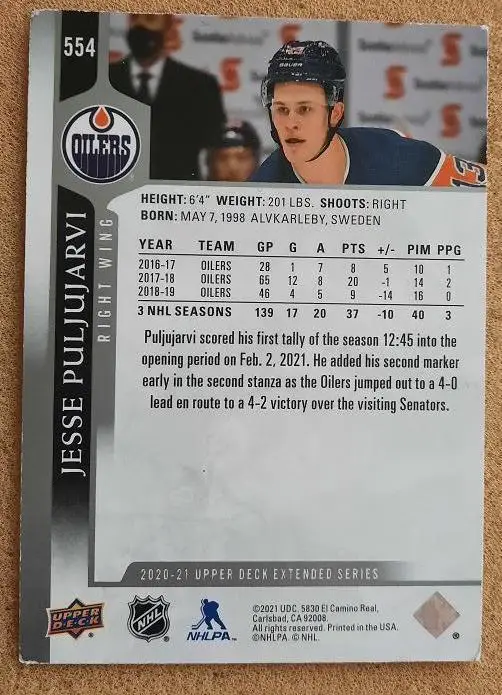 554
OILERS
BAUER
13
JESSE PULJUJARVI
RIGHT WING
HEIGHT: 6'4" WEIGHT: 201 LBS. SHOOTS: RIGHT
BORN: MAY 7, 1998 ALVKARLEBY, SWEDEN
YEAR TEAM GP G A PTS +/- PIM PPG
2016-17 OILERS 28 1 7 8 5 10 1
2017-18 OILERS 65 12 8 20 -1 14 2
2018-19 OILERS 46 4 5 9 -14 16 0
3 NHL SEASONS 139 17 20 37 -10 40 3
Puljujarvi scored his first tally of the season 12:45 into the
opening period on Feb. 2, 2021. He added his second marker
early in the second stanza as the Oilers jumped out to a 4-0
lead en route to a 4-2 victory over the visiting Senators.
2020-21 UPPER DECK EXTENDED SERIES
UPPER
DECK
NHL
NHLPA
©2021 UDC. 5830 El Camino Real,
Carlsbad, CA 92008. Printed in the USA.
©NHLPA. © NHL.